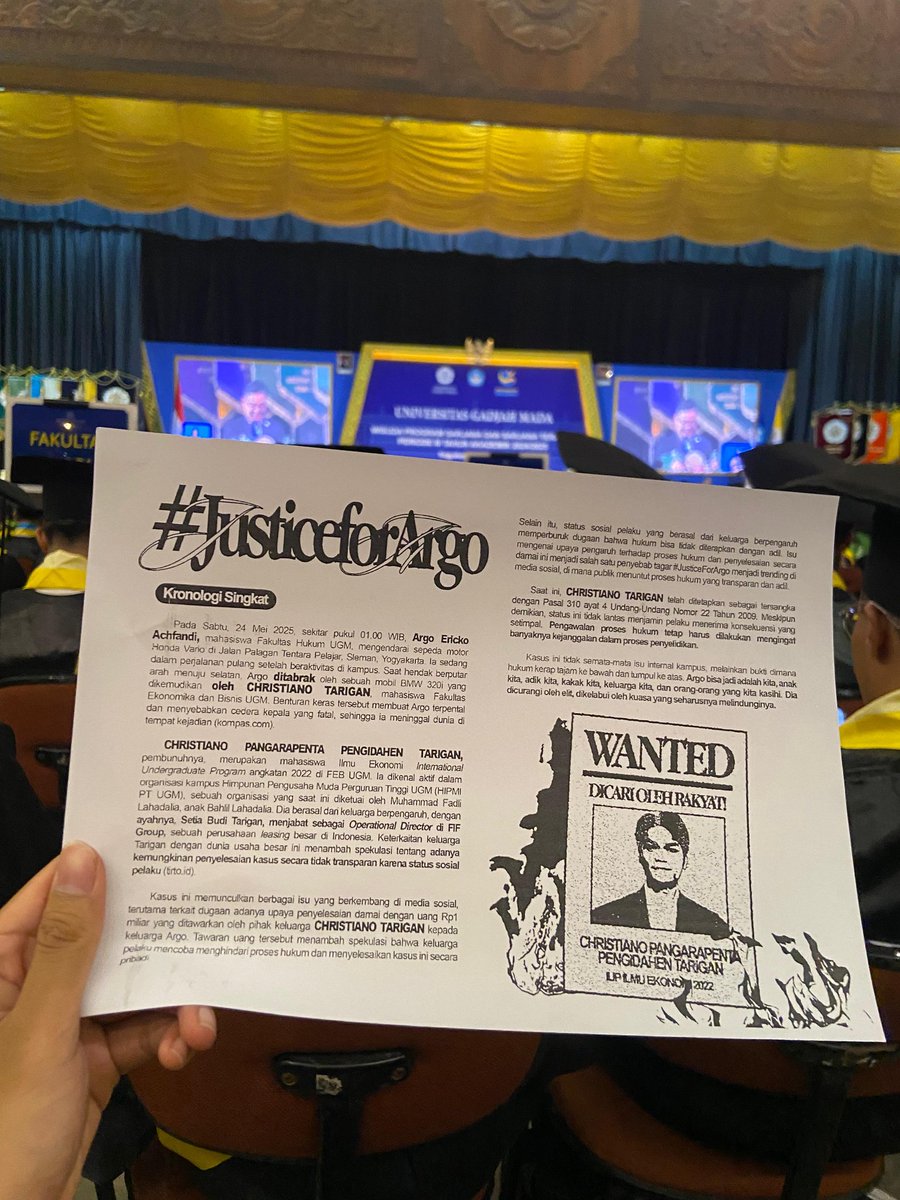 UNIVERSITAS GADJAH MADA
FAKULTA
#JusticeforArgo
Kronologi Singkat
Pada Sabtu, 24 Mei 2025, sekitar pukul 01.00 WIB, Argo Ericko
Achfandi, mahasiswa Fakultas Hukum UGM, mengendarai sepeda motor
Honda Vario di Jalan Palagan Tentara Pelajar, Sleman, Yogyakarta. Ia sedang
dalam perjalanan pulang setelah beraktivitas di kampus. Saat hendak berputar
arah menuju selatan, Argo ditabrak oleh sebuah mobil BMW 320i yang
dikemudikan oleh CHRISTIANO TARIGAN, mahasiswa Fakultas
Ekonomika dan Bisnis UGM. Benturan keras tersebut membuat Argo terpental
dan menyebabkan cedera kepala yang fatal, sehingga ia meninggal dunia di
tempat kejadian (kompas.com).
CHRISTIANO PANGARAPENTA PENGIDAHEN TARIGAN,
pembunuhnya, merupakan mahasiswa Ilmu Ekonomi International
Undergraduate Program angkatan 2022 di FEB UGM. Ia dikenal aktif dalam
organisasi kampus Himpunan Pengusaha Muda Perguruan Tinggi UGM (HIPMI
PT UGM), sebuah organisasi yang saat ini diketuai oleh Muhammad Fadli
Lahadalia, anak Bahlil Lahadalia. Dia berasal dari keluarga berpengaruh, dengan
ayahnya, Setia Budi Tarigan, menjabat sebagai Operational Director di FIF
Group, sebuah perusahaan leasing besar di Indonesia. Keterkaitan keluarga
Tarigan dengan dunia usaha besar ini menambah spekulasi tentang adanya
kemungkinan penyelesaian kasus secara tidak transparan karena status sosial
pelaku (tirto.id).
Kasus ini memunculkan berbagai isu yang berkembang di media sosial,
terutama terkait dugaan adanya upaya penyelesaian damai dengan uang Rp1
miliar yang ditawarkan oleh pihak keluarga CHRISTIANO TARIGAN kepada
keluarga Argo. Tawaran uang tersebut menambah spekulasi bahwa keluarga
pelaku mencoba menghindari proses hukum dan menyelesaikan kasus ini secara
pribadi.
Selain itu, status sosial pelaku yang berasal dari keluarga berpengaruh
memperburuk dugaan bahwa hukum bisa tidak diterapkan dengan adil. Isu
mengenai upaya pengaruh terhadap proses hukum dan penyelesaian secara
damai ini menjadi salah satu penyebab tagar #JusticeForArgo menjadi trending di
media sosial, di mana publik menuntut proses hukum yang transparan dan adil.
Saat ini, CHRISTIANO TARIGAN telah ditetapkan sebagai tersangka
dengan Pasal 310 ayat 4 Undang-Undang Nomor 22 Tahun 2009. Meskipun
demikian, status ini tidak lantas menjamin pelaku menerima konsekuensi yang
setimpal. Pengawalan proses hukum tetap harus dilakukan mengingat
banyaknya kejanggalan dalam proses penyelidikan.
Kasus ini tidak semata-mata isu internal kampus, melainkan bukti dimana
hukum kerap tajam ke bawah dan tumpul ke atas. Argo bisa jadi adalah kita, anak
kita, adik kita, kakak kita, keluarga kita, dan orang-orang yang kita kasihi. Dia
dicurangi oleh elit, dikelabui oleh kuasa yang seharusnya melindunginya.
WANTED
DICARI OLEH RAKYAT!
CHRISTIANO PANGARAPENTA
PENGIDAHEN TARIGAN
IUP ILMU EKONOMI 2022